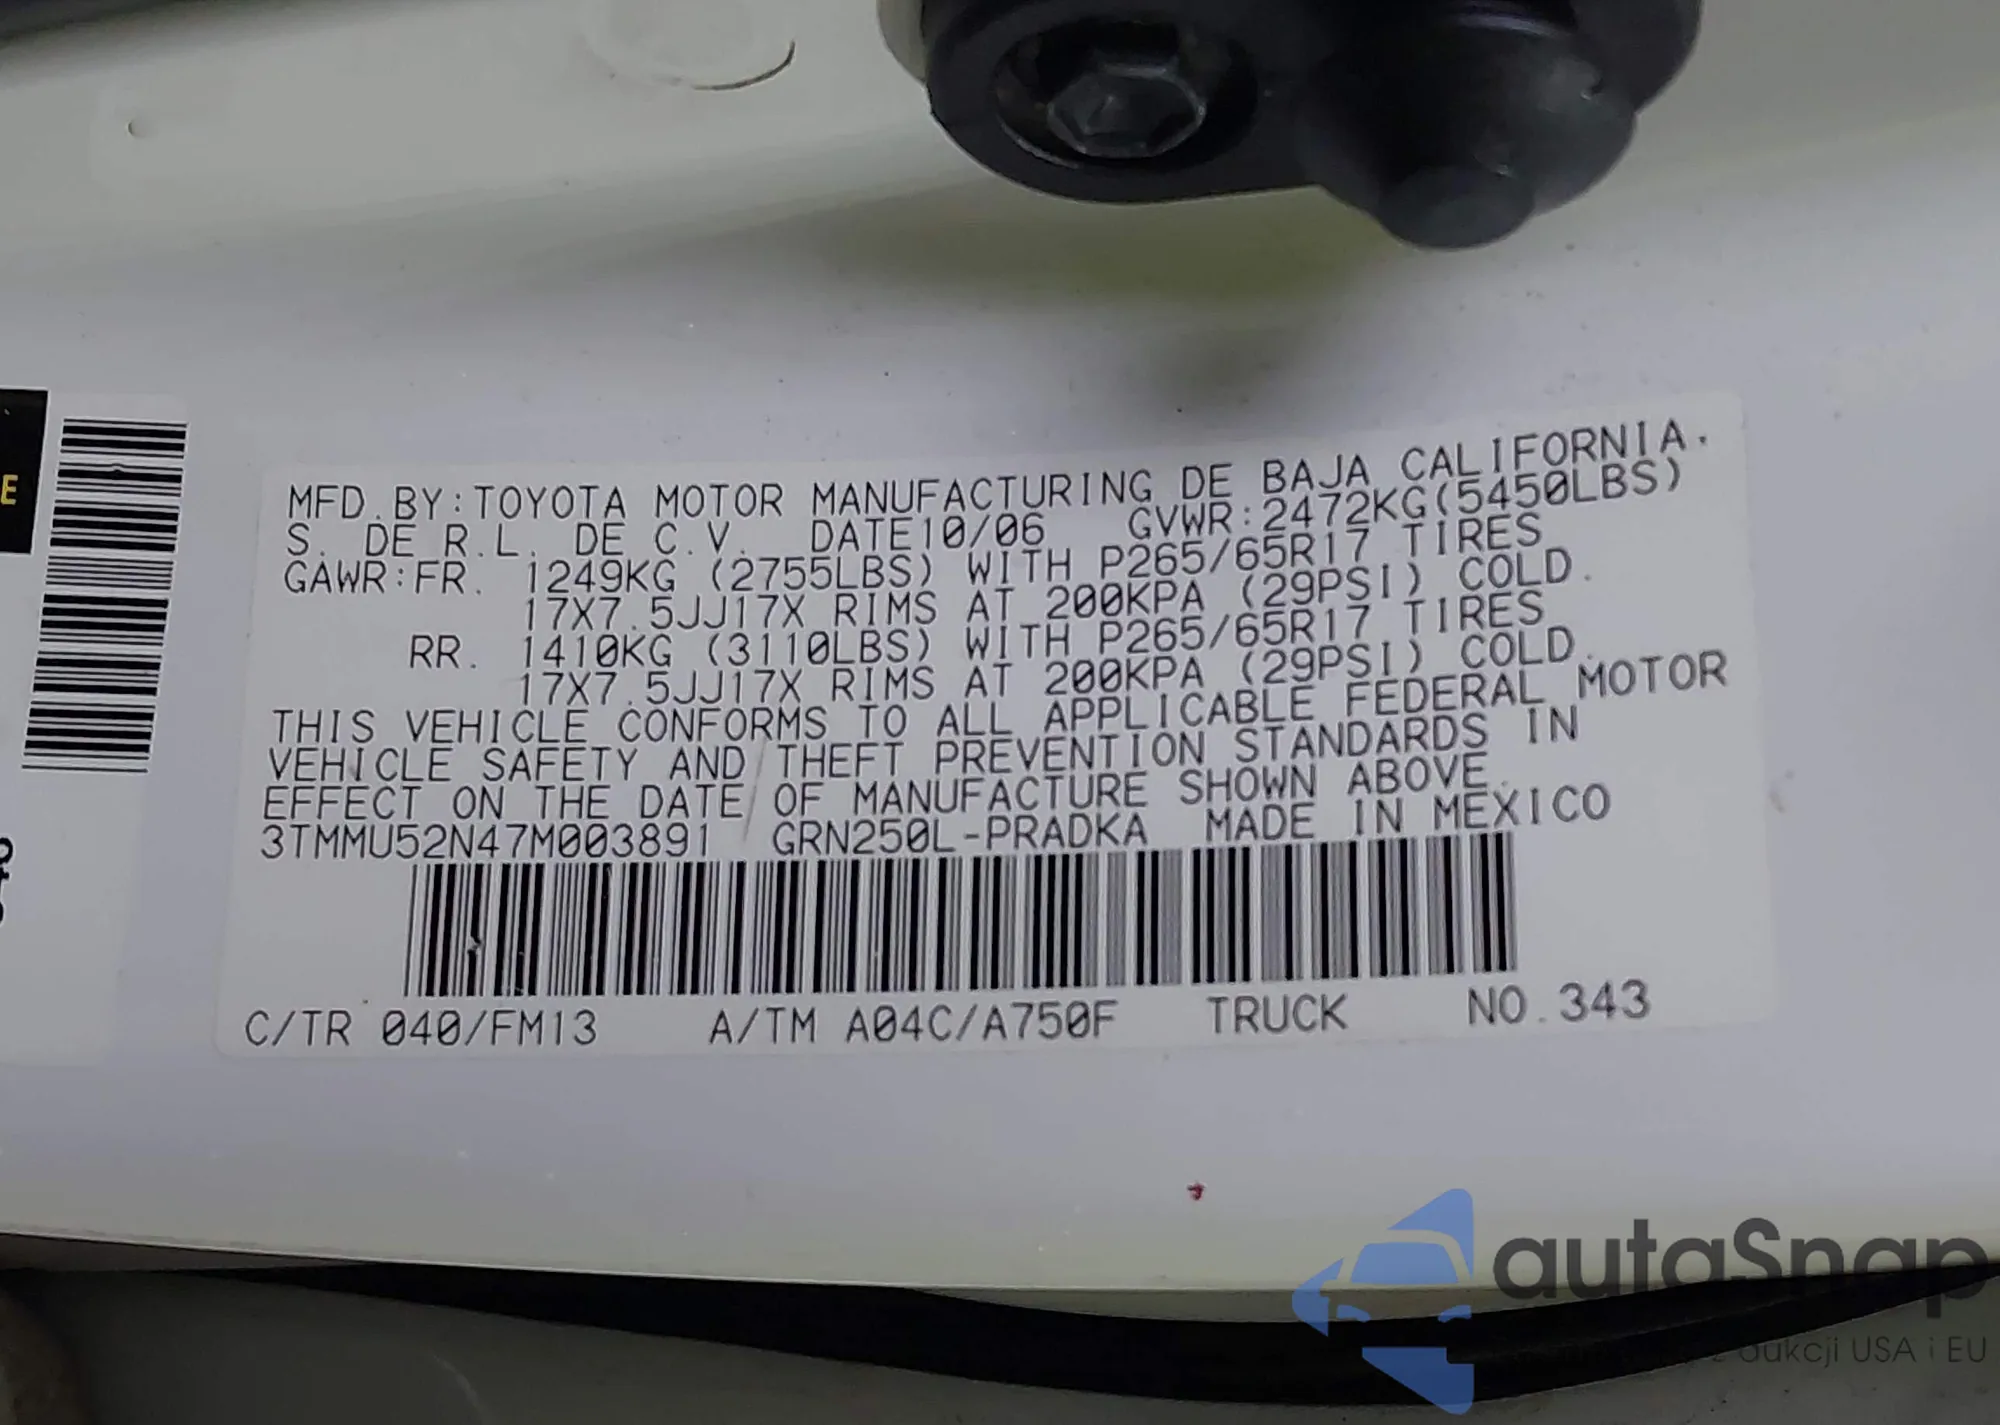 MFD.BY:TOYOTA MOTOR MANUFACTURING DE BAJA CALIFORNIA.
S. DE R.L. DE C.V. DATE10/06 GVWR:2472KG(5450LBS)
GAWR:FR. 1249KG (2755LBS) WITH P265/65R17 TIRES
17X7.5JJ17X RIMS AT 200KPA (29PSI) COLD.
RR. 1410KG (3110LBS) WITH P265/65R17 TIRES
17X7.5JJ17X RIMS AT 200KPA (29PSI) COLD.
THIS VEHICLE CONFORMS TO ALL APPLICABLE FEDERAL MOTOR
VEHICLE SAFETY AND THEFT PREVENTION STANDARDS IN
EFFECT ON THE DATE OF MANUFACTURE SHOWN ABOVE.
3TMMU52N47M003891 GRN250L-PRADKA MADE IN MEXICO
C/TR 040/FM13 A/TM A04C/A750F TRUCK NO.343
E
autaSnap
aukcji USA i EU